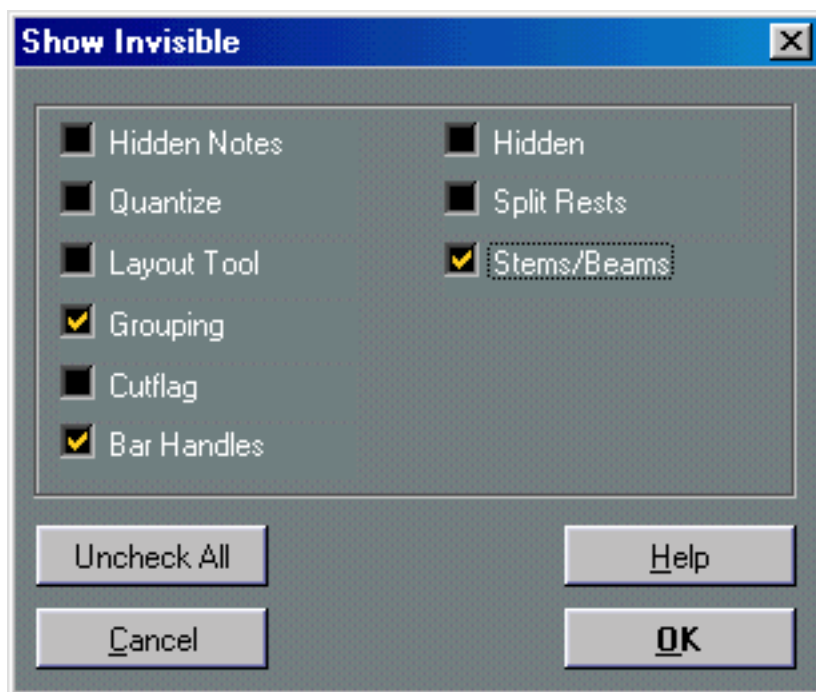 Show Invisible
Hidden Notes
Quantize
Layout Tool
Grouping
Cutflag
Bar Handles
Hidden
Split Rests
Stems/Beams
Uncheck All
Help
Cancel
OK